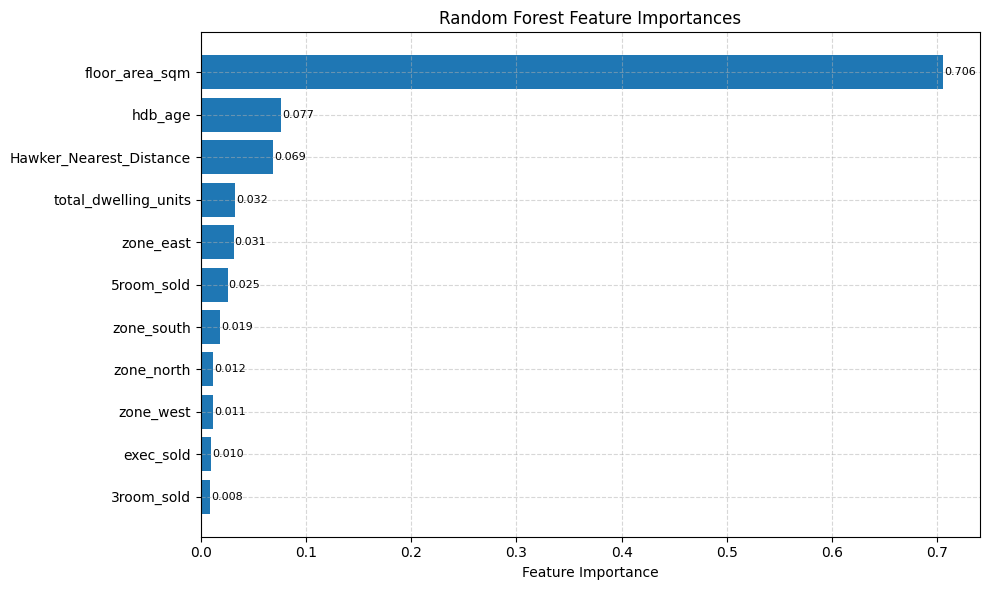 Random Forest Feature Importances
floor_area_sqm 0.706
hdb_age 0.077
Hawker_Nearest_Distance 0.069
total_dwelling_units 0.032
zone_east 0.031
5room_sold 0.025
zone_south 0.019
zone_north 0.012
zone_west 0.011
exec_sold 0.010
3room_sold 0.008
0.0 0.1 0.2 0.3 0.4 0.5 0.6 0.7
Feature Importance